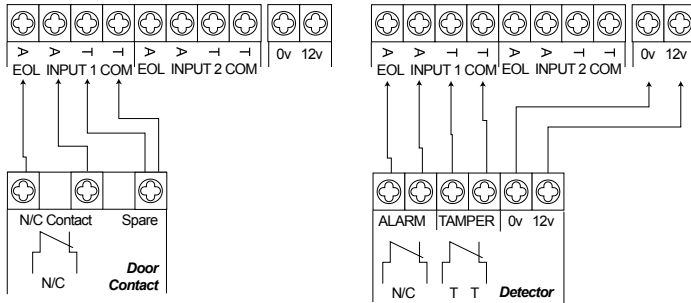 A A T T A A T T 0v 12v
EOL INPUT 1 COM EOL INPUT 2 COM
N/C Contact Spare
N/C
Door
Contact
A A T T A A T T 0v 12v
EOL INPUT 1 COM EOL INPUT 2 COM
ALARM TAMPER 0v 12v
N/C T T Detector